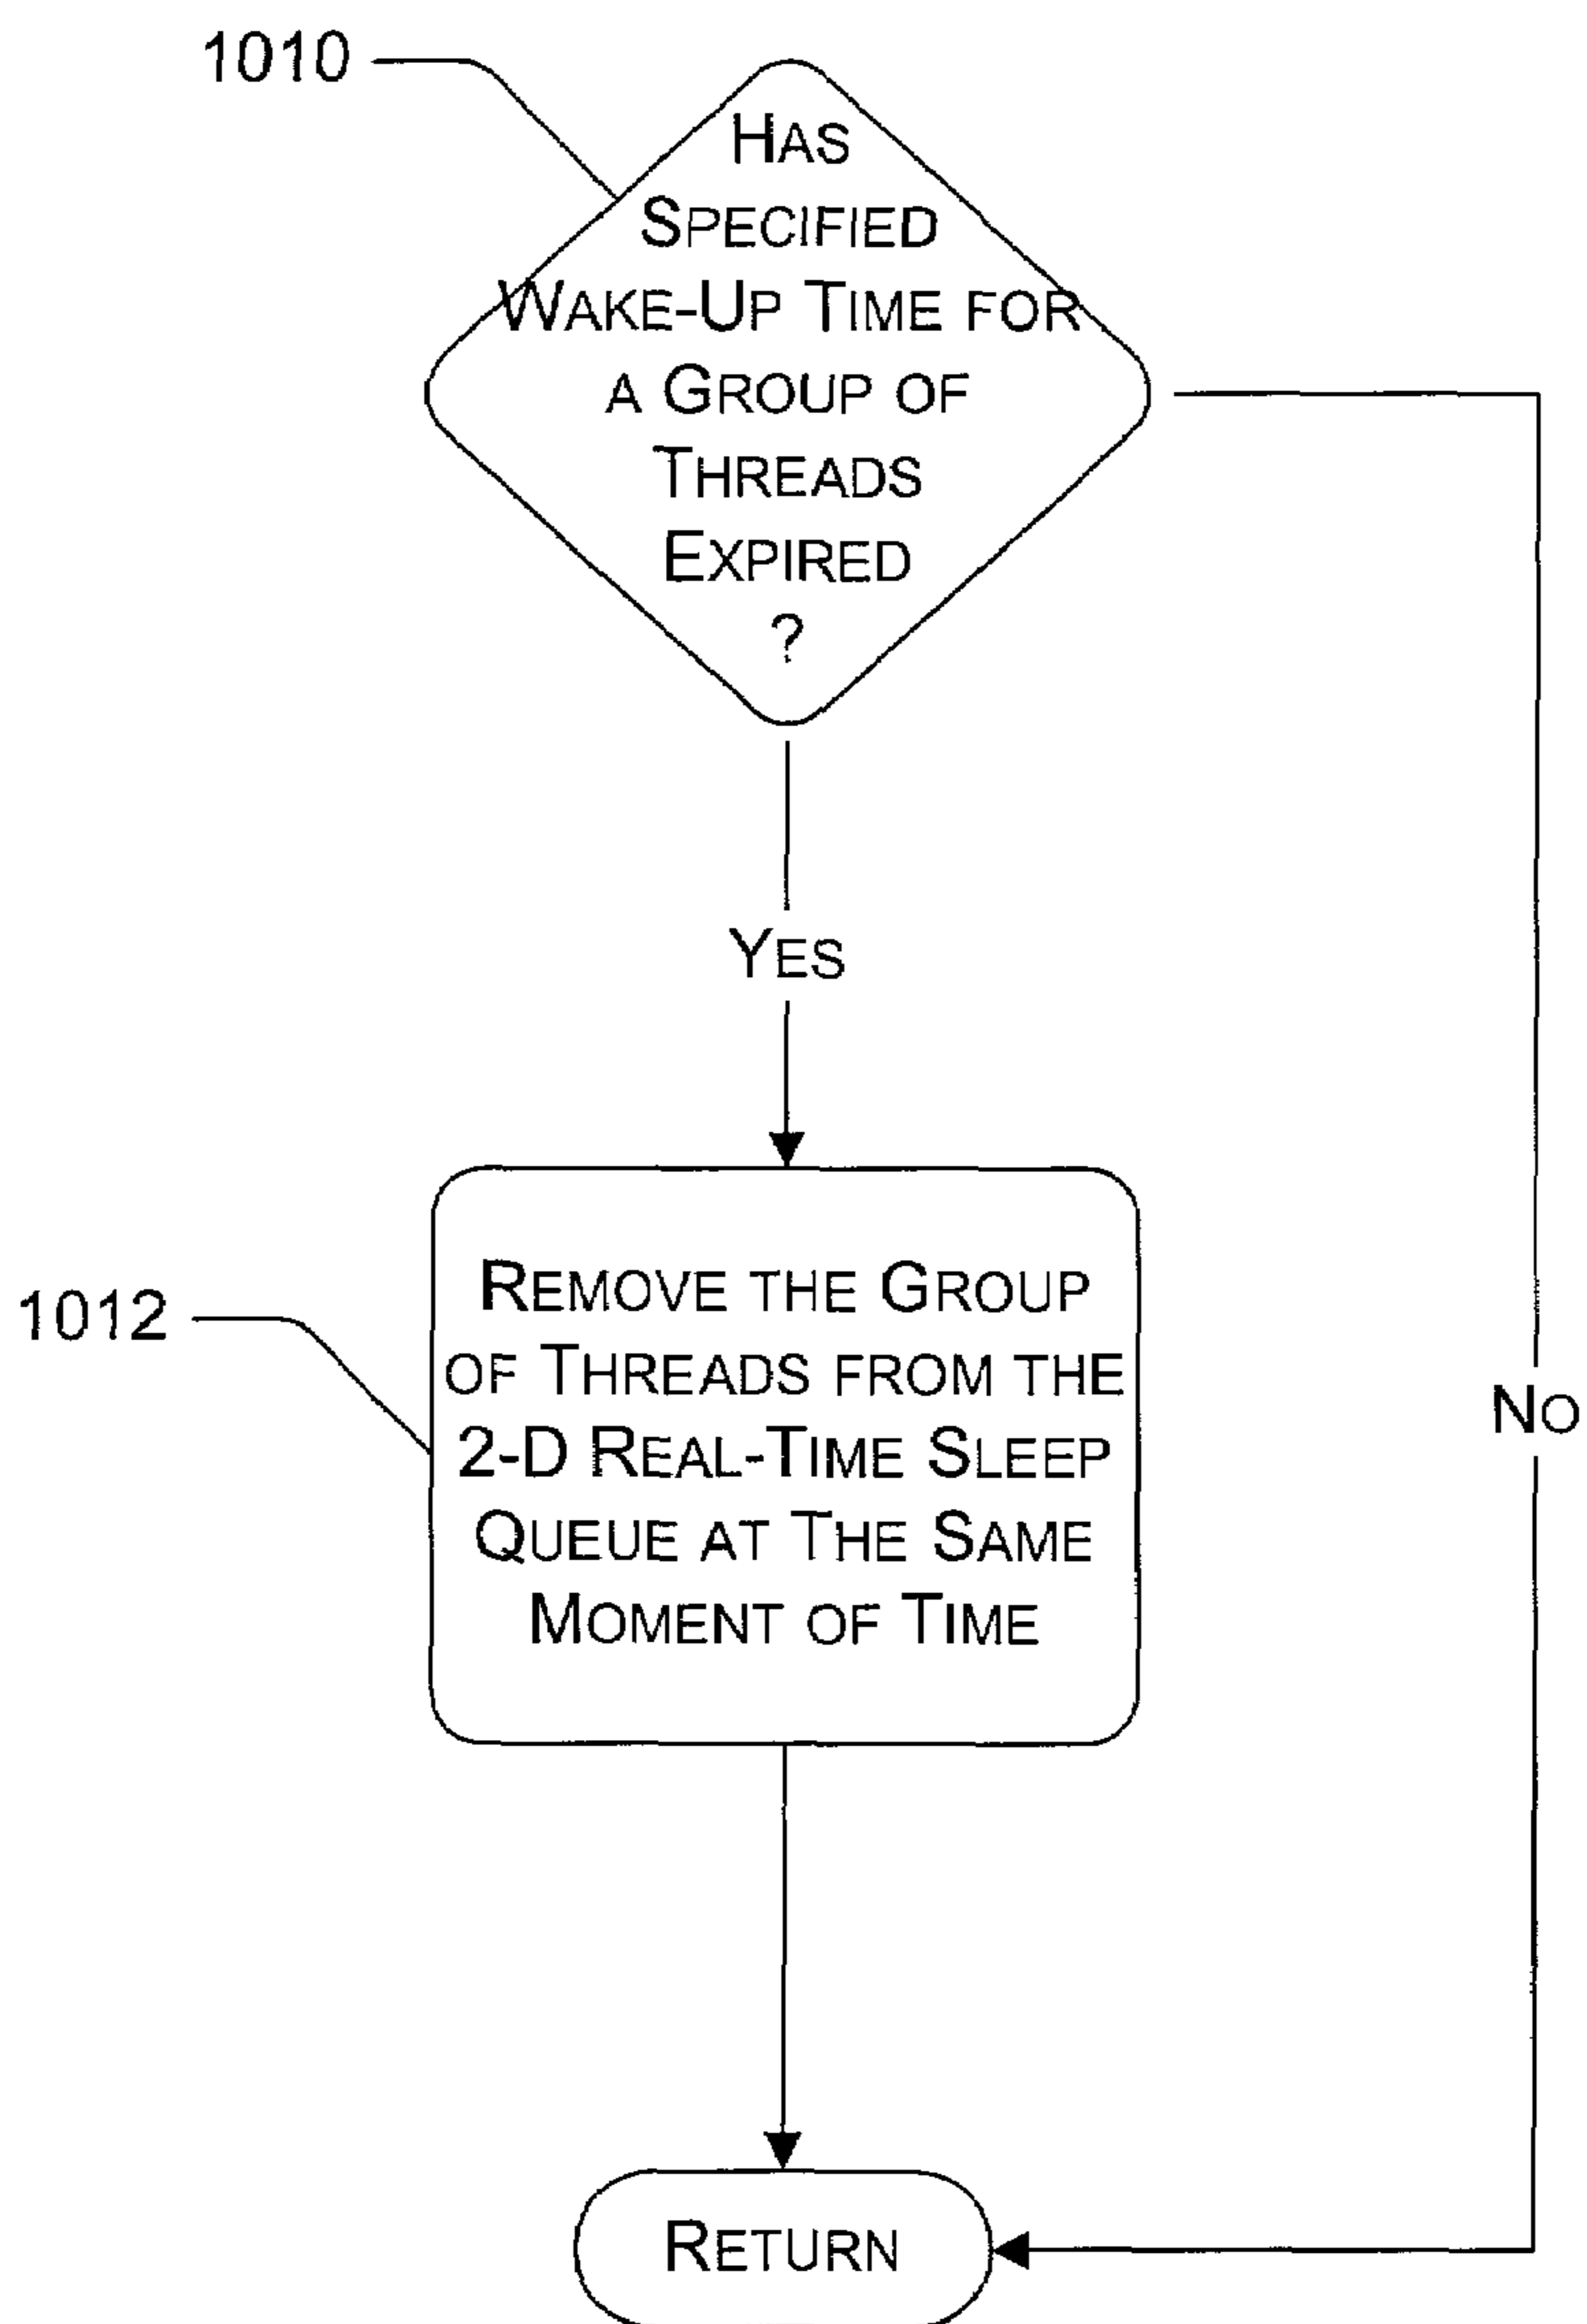 1010
HAS
SPECIFIED
WAKE-UP TIME FOR
A GROUP OF
THREADS
EXPIRED
?
YES
1012
REMOVE THE GROUP
OF THREADS FROM THE
2-D REAL-TIME SLEEP
QUEUE AT THE SAME
MOMENT OF TIME
NO
RETURN